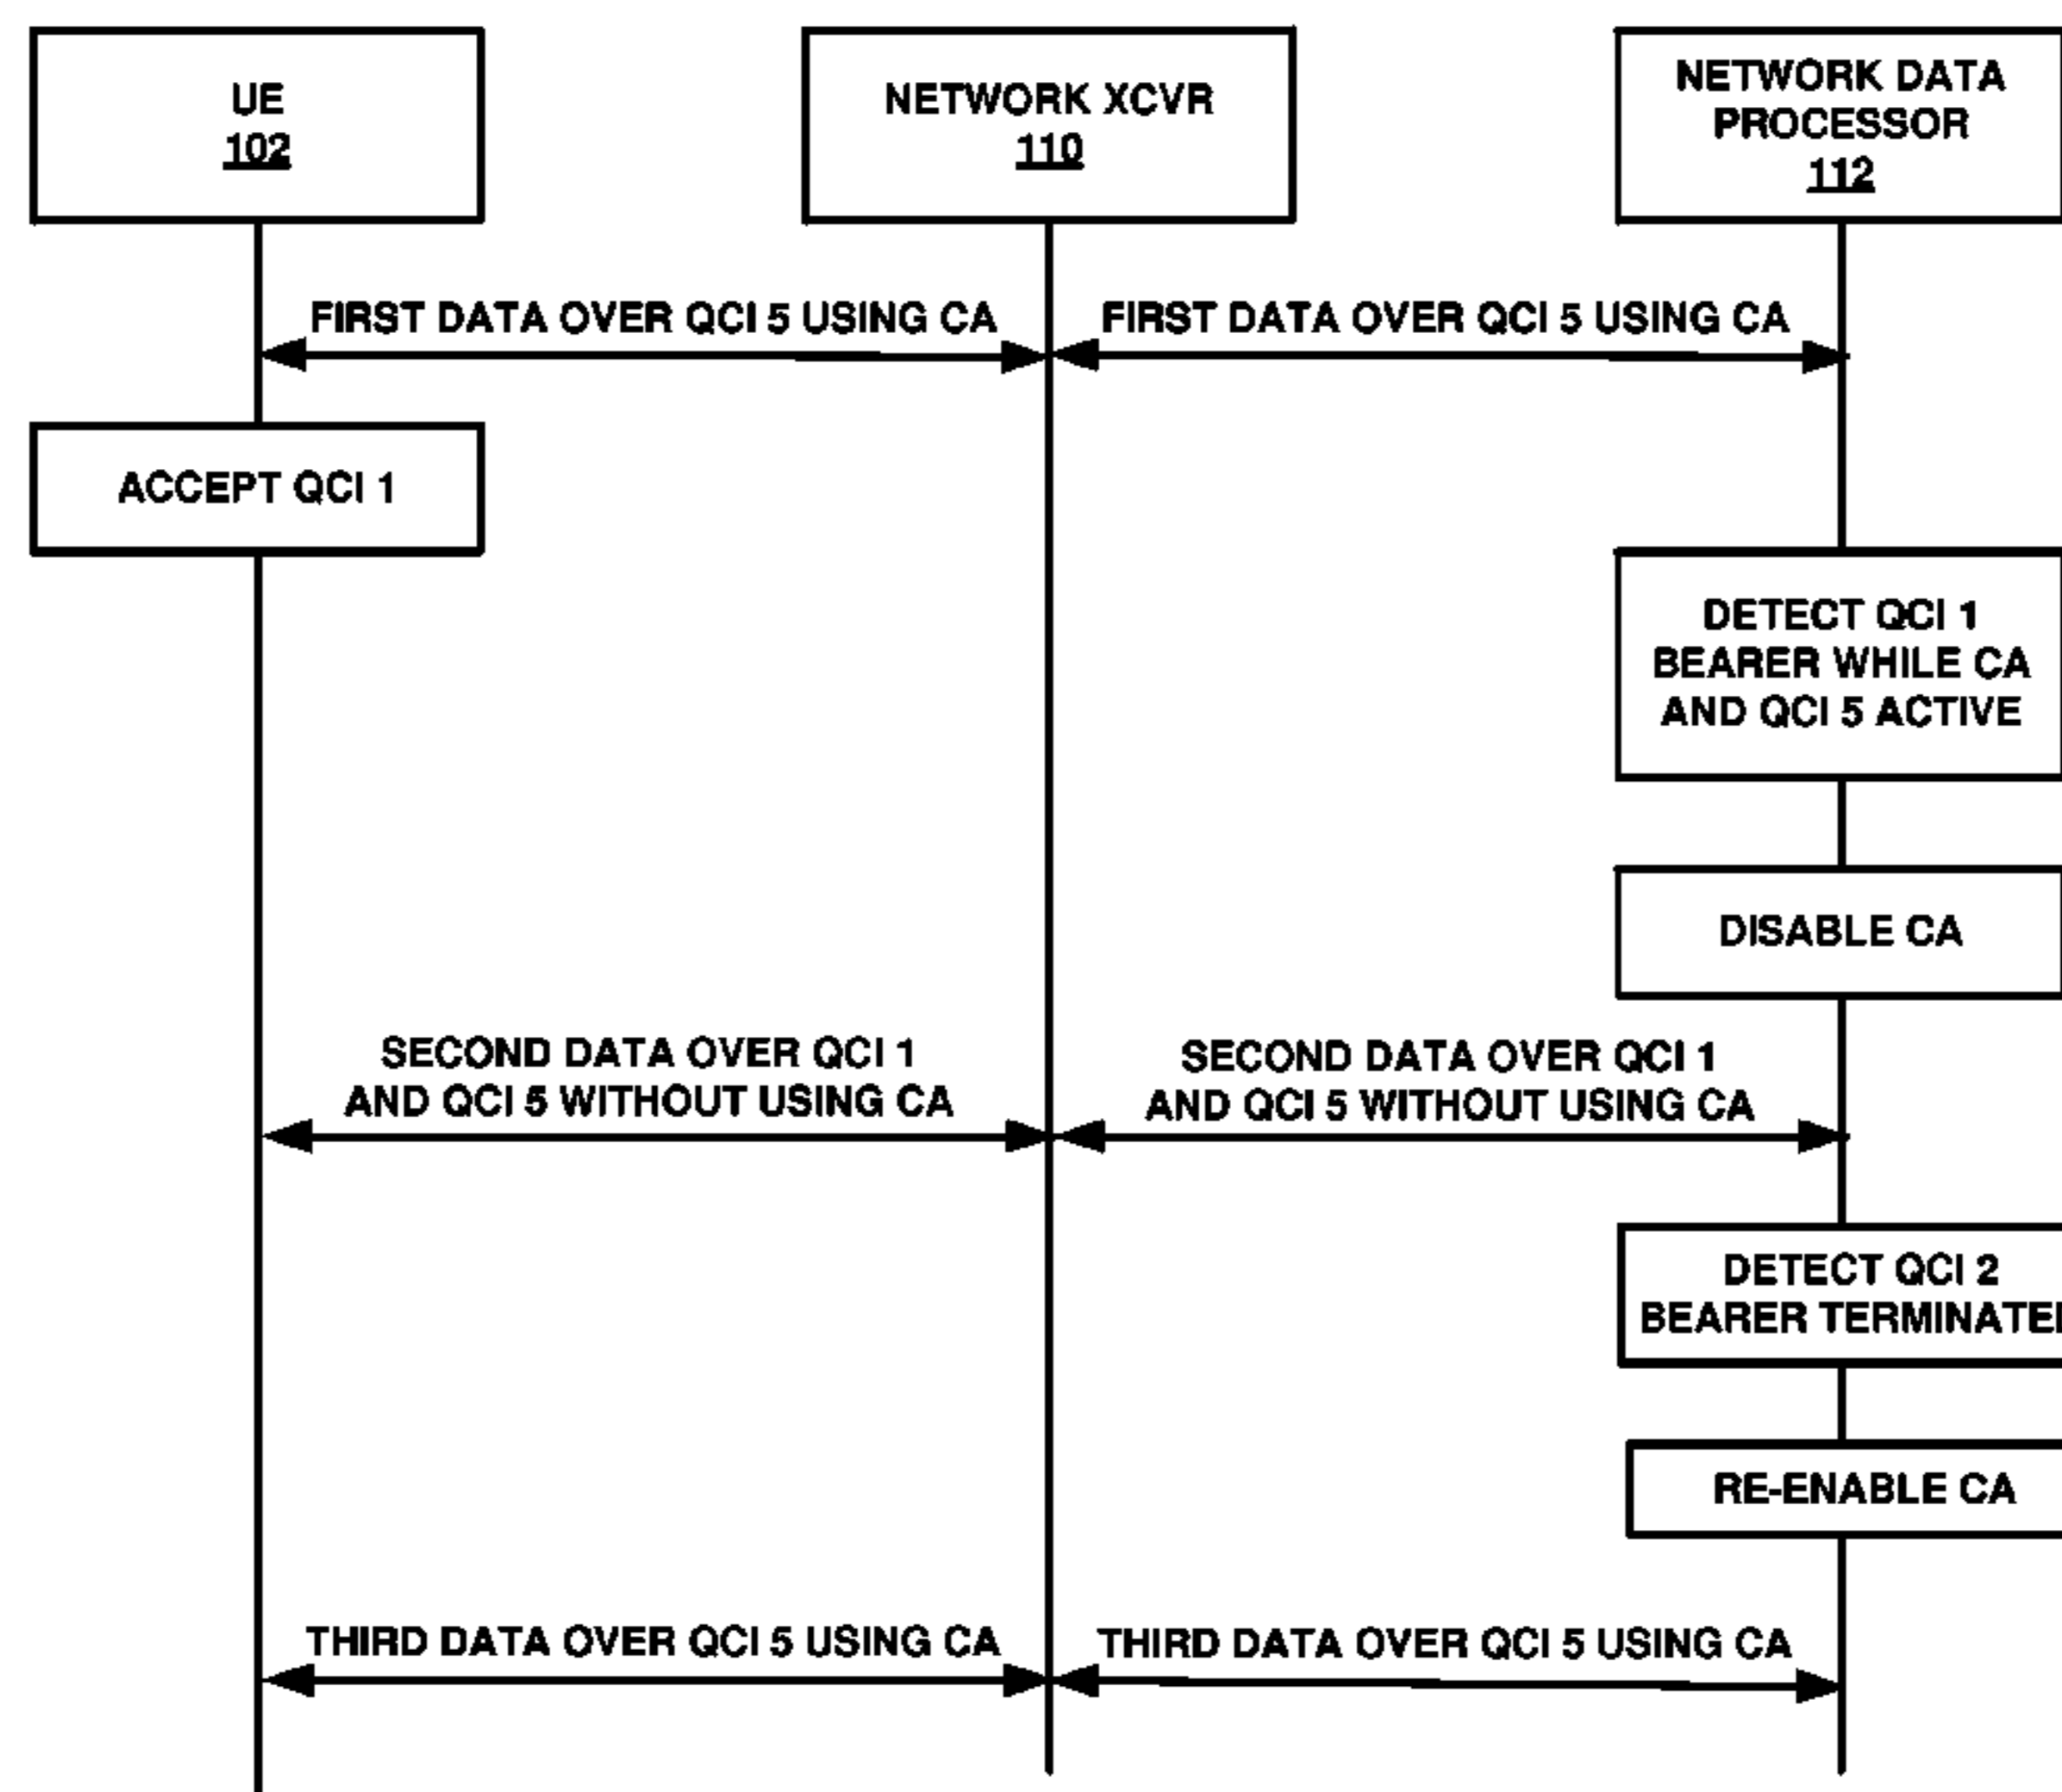 UE
102
NETWORK XCVR
110
NETWORK DATA
PROCESSOR
112
FIRST DATA OVER QCI 5 USING CA
FIRST DATA OVER QCI 5 USING CA
ACCEPT QCI 1
DETECT QCI 1
BEARER WHILE CA
AND QCI 5 ACTIVE
DISABLE CA
SECOND DATA OVER QCI 1
AND QCI 5 WITHOUT USING CA
SECOND DATA OVER QCI 1
AND QCI 5 WITHOUT USING CA
DETECT QCI 2
BEARER TERMINATE
RE-ENABLE CA
THIRD DATA OVER QCI 5 USING CA
THIRD DATA OVER QCI 5 USING CA